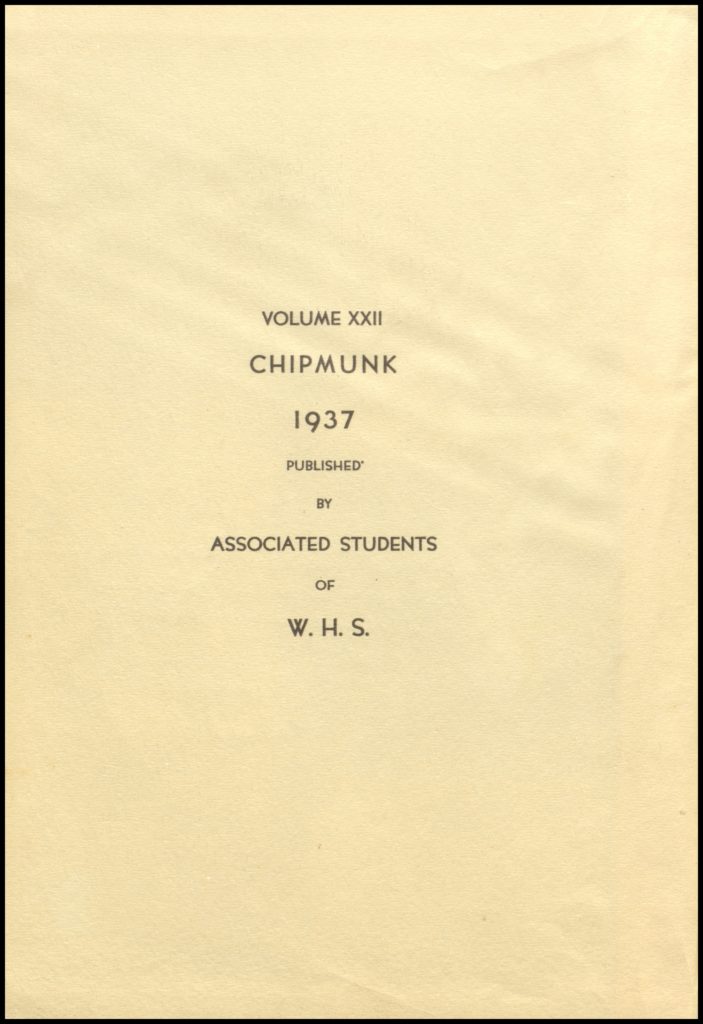 VOLUME XXII
CHIPMUNK
1937
PUBLISHED
BY
ASSOCIATED STUDENTS
OF
W. H. S.